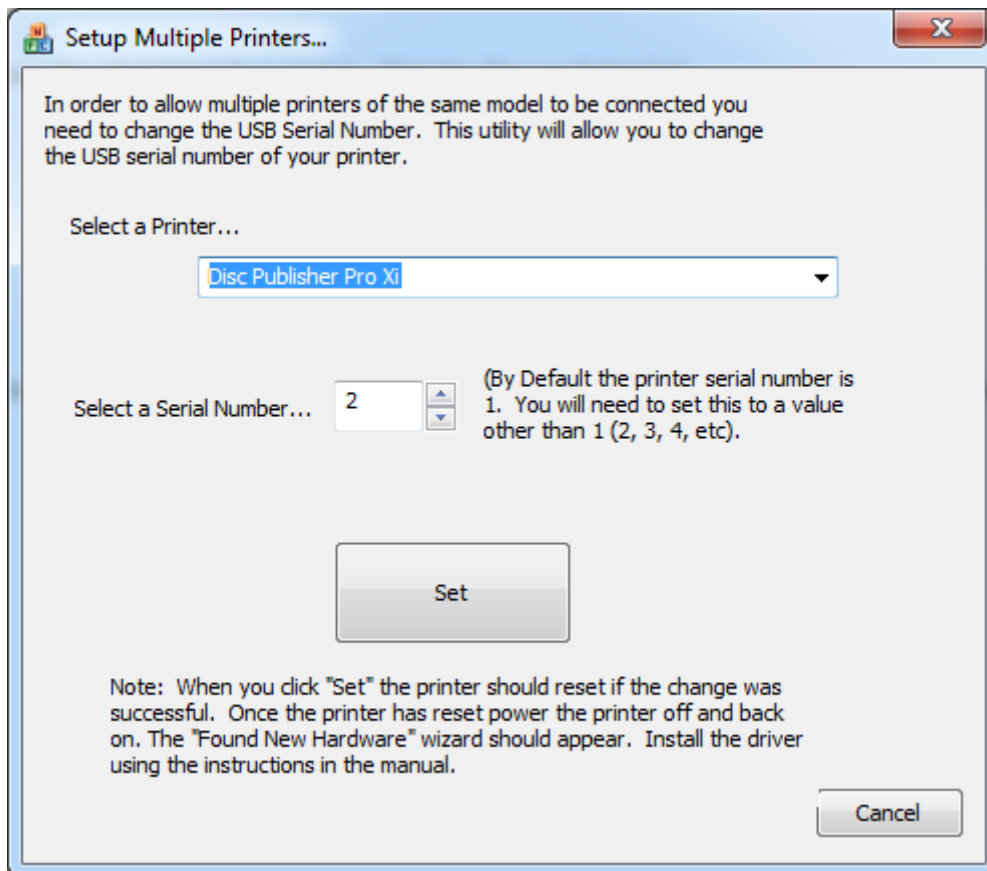 Setup Multiple Printers...
In order to allow multiple printers of the same model to be connected you
need to change the USB Serial Number.  This utility will allow you to change
the USB serial number of your printer.
Select a Printer...
Disc Publisher Pro Xi
Select a Serial Number...
2
(By Default the printer serial number is
1.  You will need to set this to a value
other than 1 (2, 3, 4, etc).
Set
Note:  When you click "Set" the printer should reset if the change was
successful.  Once the printer has reset power the printer off and back
on. The "Found New Hardware" wizard should appear.  Install the driver
using the instructions in the manual.
Cancel